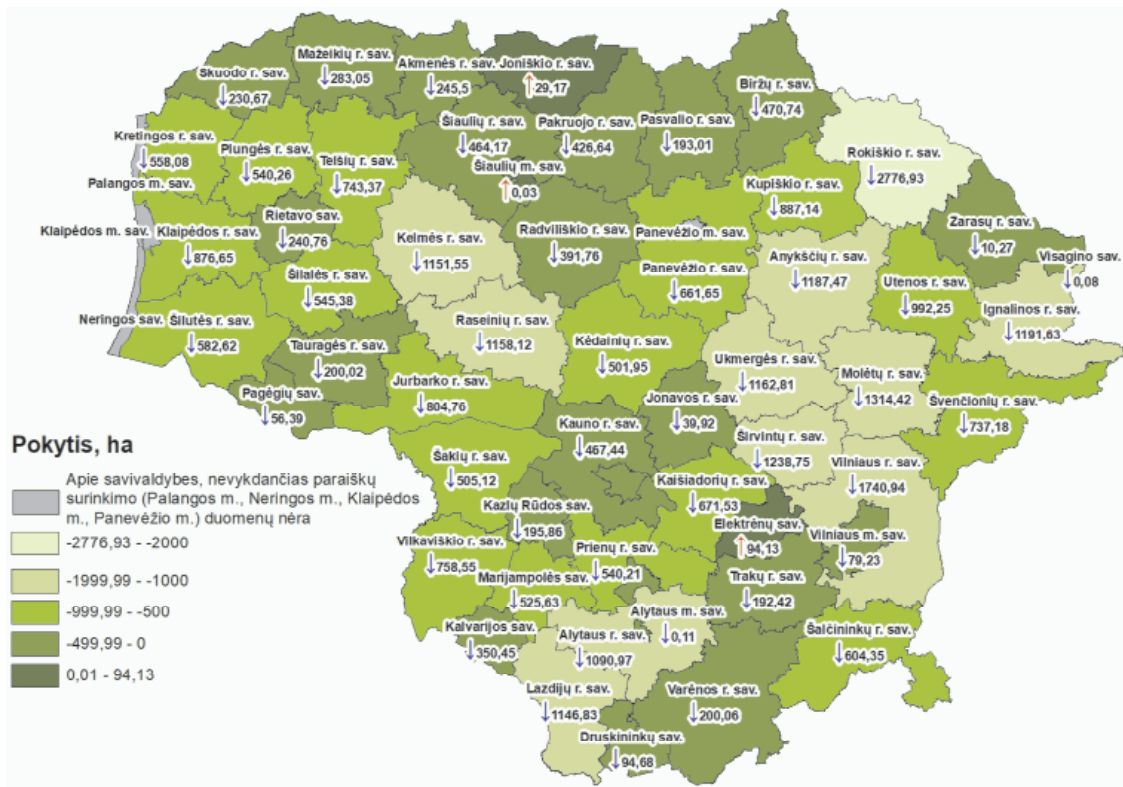 Skuodo r. sav.
↓230,67
Mažeikių r. sav.
↓283,05
Akmenės r. sav.
↓245,5
Joniškio r. sav.
↑29,17
Biržų r. sav.
↓470,74
Kretingos r. sav.
↓558,08
Plungės r. sav.
↓540,26
Telšių r. sav.
↓743,37
Šiaulių r. sav.
↓464,17
Pakruojo r. sav.
↓426,64
Pasvalio r. sav.
↓193,01
Rokiškio r. sav.
↓2776,93
Šiaulių m. sav.
↑0,03
Palangos m. sav.
Kupiškio r. sav.
↓887,14
Klaipėdos m. sav.
Klaipėdos r. sav.
↓876,65
Rietavo sav.
↓240,76
Kelmės r. sav.
↓1151,55
Radviliškio r. sav.
↓391,76
Panevėžio m. sav.
Panevėžio r. sav.
↓661,65
Anykščių r. sav.
↓1187,47
Zarasų r. sav.
↓10,27
Visagino sav.
↓0,08
Utenos r. sav.
↓992,25
Ignalinos r. sav.
↓1191,63
Šilalės r. sav.
↓545,38
Neringos sav.
Šilutės r. sav.
↓582,62
Raseinių r. sav.
↓1158,12
Tauragės r. sav.
↓200,02
Kėdainių r. sav.
↓501,95
Ukmergės r. sav.
↓1162,81
Molėtų r. sav.
↓1314,42
Pagėgių sav.
↓56,39
Jurbarko r. sav.
↓804,76
Jonavos r. sav.
↓39,92
Švenčionių r. sav.
↓737,18
Kauno r. sav.
↓467,44
Širvintų r. sav.
↓1238,75
Vilniaus r. sav.
↓1740,94
Šakių r. sav.
↓505,12
Kaišiadorių r. sav.
↓671,53
Kazlų Rūdos sav.
↓195,86
Elektrėnų sav.
↑94,13
Vilniaus m. sav.
↓79,23
Vilkaviškio r. sav.
↓758,55
Prienų r. sav.
↓540,21
Marijampolės sav.
↓525,63
Trakų r. sav.
↓192,42
Kalvarijos sav.
↓350,45
Alytaus r. sav.
↓1090,97
Alytaus m. sav.
↓0,11
Šalčininkų r. sav.
↓604,35
Lazdijų r. sav.
↓1146,83
Varėnos r. sav.
↓200,06
Druskininkų sav.
↓94,68
Pokytis, ha
Apie savivaldybes, nevykdančias paraiškų
surinkimo (Palangos m., Neringos m., Klaipėdos
m., Panevėžio m.) duomenų nėra
-2776,93 - -2000
-1999,99 - -1000
-999,99 - -500
-499,99 - 0
0,01 - 94,13